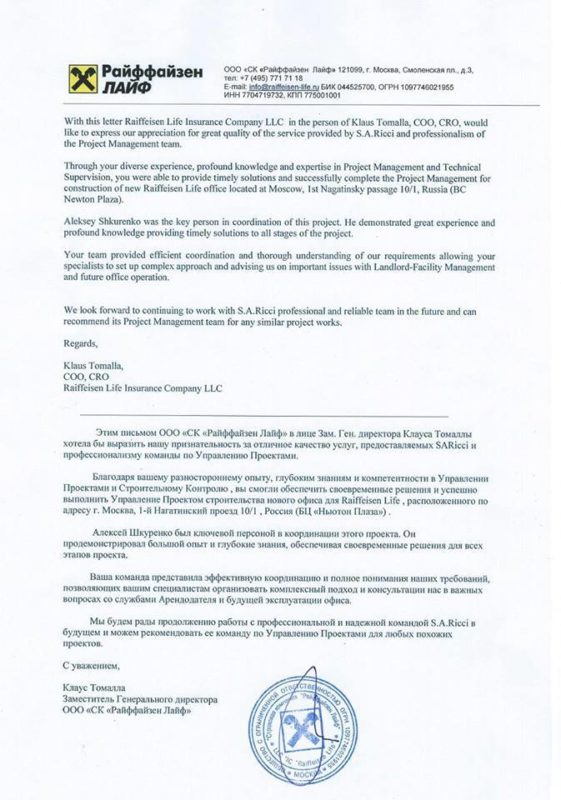 Райффайзен
ЛАЙФ
ООО «СК «Райффайзен Лайф» 121099, г. Москва, Смоленская пл., д.3,
тел: +7 (495) 771 71 18
E-mail: info@raiffeisen-life.ru БИК 044525700, ОГРН 1097746021955
ИНН 7704719732, КПП 775001001
With this letter Raiffeisen Life Insurance Company LLC in the person of Klaus Tomalla, COO, CRO, would
like to express our appreciation for great quality of the service provided by S.A.Ricci and professionalism of
the Project Management team.
Through your diverse experience, profound knowledge and expertise in Project Management and Technical
Supervision, you were able to provide timely solutions and successfully complete the Project Management for
construction of new Raiffeisen Life office located at Moscow, 1st Nagatinsky passage 10/1, Russia (BC
Newton Plaza).
Aleksey Shkurenko was the key person in coordination of this project. He demonstrated great experience and
profound knowledge providing timely solutions to all stages of the project.
Your team provided efficient coordination and thorough understanding of our requirements allowing your
specialists to set up complex approach and advising us on important issues with Landlord-Facility Management
and future office operation.
We look forward to continuing to work with S.A.Ricci professional and reliable team in the future and can
recommend its Project Management team for any similar project works.
Regards,
Klaus Tomalla,
COO, CRO
Raiffeisen Life Insurance Company LLC
Этим письмом ООО «СК «Райффайзен Лайф» в лице Зам. Ген. директора Клауса Томаллы
хотела бы выразить нашу признательность за отличное качество услуг, предоставляемых SARicci и
профессионализму команды по Управлению Проектами.
Благодаря вашему разностороннему опыту, глубоким знаниям и компетентности в Управлении
Проектами и Строительному Контролю , вы смогли обеспечить своевременные решения и успешно
выполнить Управление Проектом строительства нового офиса для Raiffeisen Life , расположенного по
адресу г. Москва, 1-й Нагатинский проезд 10/1 , Россия (БЦ «Ньютон Плаза») .
Алексей Шкуренко был ключевой персоной в координации этого проекта. Он
продемонстрировал большой опыт и глубокие знания, обеспечивая своевременные решения для всех
этапов проекта.
Ваша команда представила эффективную координацию и полное понимания наших требований,
позволяющих вашим специалистам организовать комплексный подход и консультации нас в важных
вопросах со службами Арендодателя и будущей эксплуатации офиса.
Мы будем рады продолжению работы с профессиональной и надежной командой S.A.Ricci в
будущем и можем рекомендовать ее команду по Управлению Проектами для любых похожих
проектов.
С уважением,
Клаус Томалла
Заместитель Генерального директора
ООО «СК «Райффайзен Лайф»
ОБЩЕСТВО С ОГРАНИЧЕННОЙ ОТВЕТСТВЕННОСТЬЮ ОГРН 1097746021955
"Страховая компания "Райффайзен Лайф"
LLC "IC "Raiffeisen Life"
МОСКВА